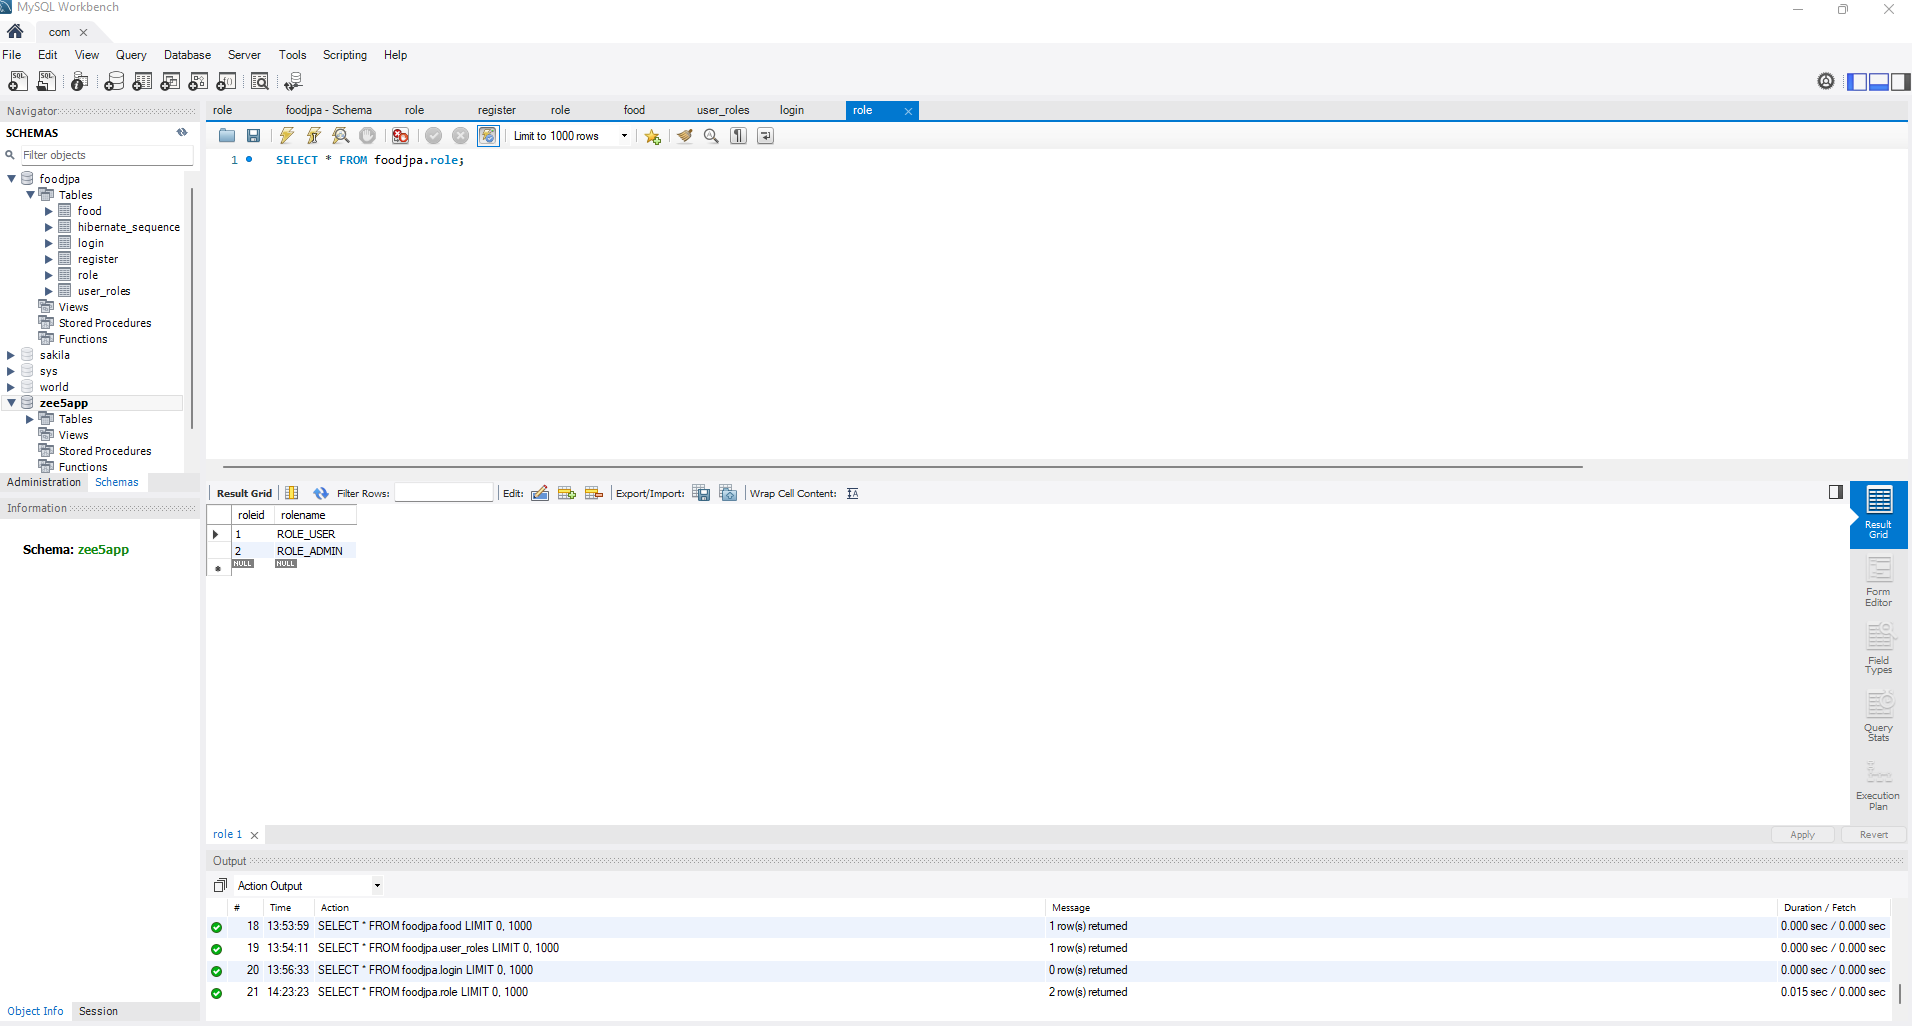 MySQL Workbench
com
File Edit View Query Database Server Tools Scripting Help
Navigator
SCHEMAS
Filter objects
foodjpa
Tables
food
hibernate_sequence
login
register
role
user_roles
Views
Stored Procedures
Functions
sakila
sys
world
zee5app
Tables
Views
Stored Procedures
Functions
Administration Schemas
Information
Schema: zee5app
Object Info Session
role foodjpa - Schema role register role food user_roles login role
Limit to 1000 rows
1 SELECT * FROM foodjpa.role;
Result Grid Filter Rows: Edit: Export/Import: Wrap Cell Content:
roleid rolename
1 ROLE_USER
2 ROLE_ADMIN
NULL NULL
Result
Grid
Form
Editor
Field
Types
Query
Stats
Execution
Plan
role 1
Apply Revert
Output
Action Output
# Time Action Message Duration / Fetch
18 13:53:59 SELECT * FROM foodjpa.food LIMIT 0, 1000 1 row(s) returned 0.000 sec / 0.000 sec
19 13:54:11 SELECT * FROM foodjpa.user_roles LIMIT 0, 1000 1 row(s) returned 0.000 sec / 0.000 sec
20 13:56:33 SELECT * FROM foodjpa.login LIMIT 0, 1000 0 row(s) returned 0.000 sec / 0.000 sec
21 14:23:23 SELECT * FROM foodjpa.role LIMIT 0, 1000 2 row(s) returned 0.015 sec / 0.000 sec